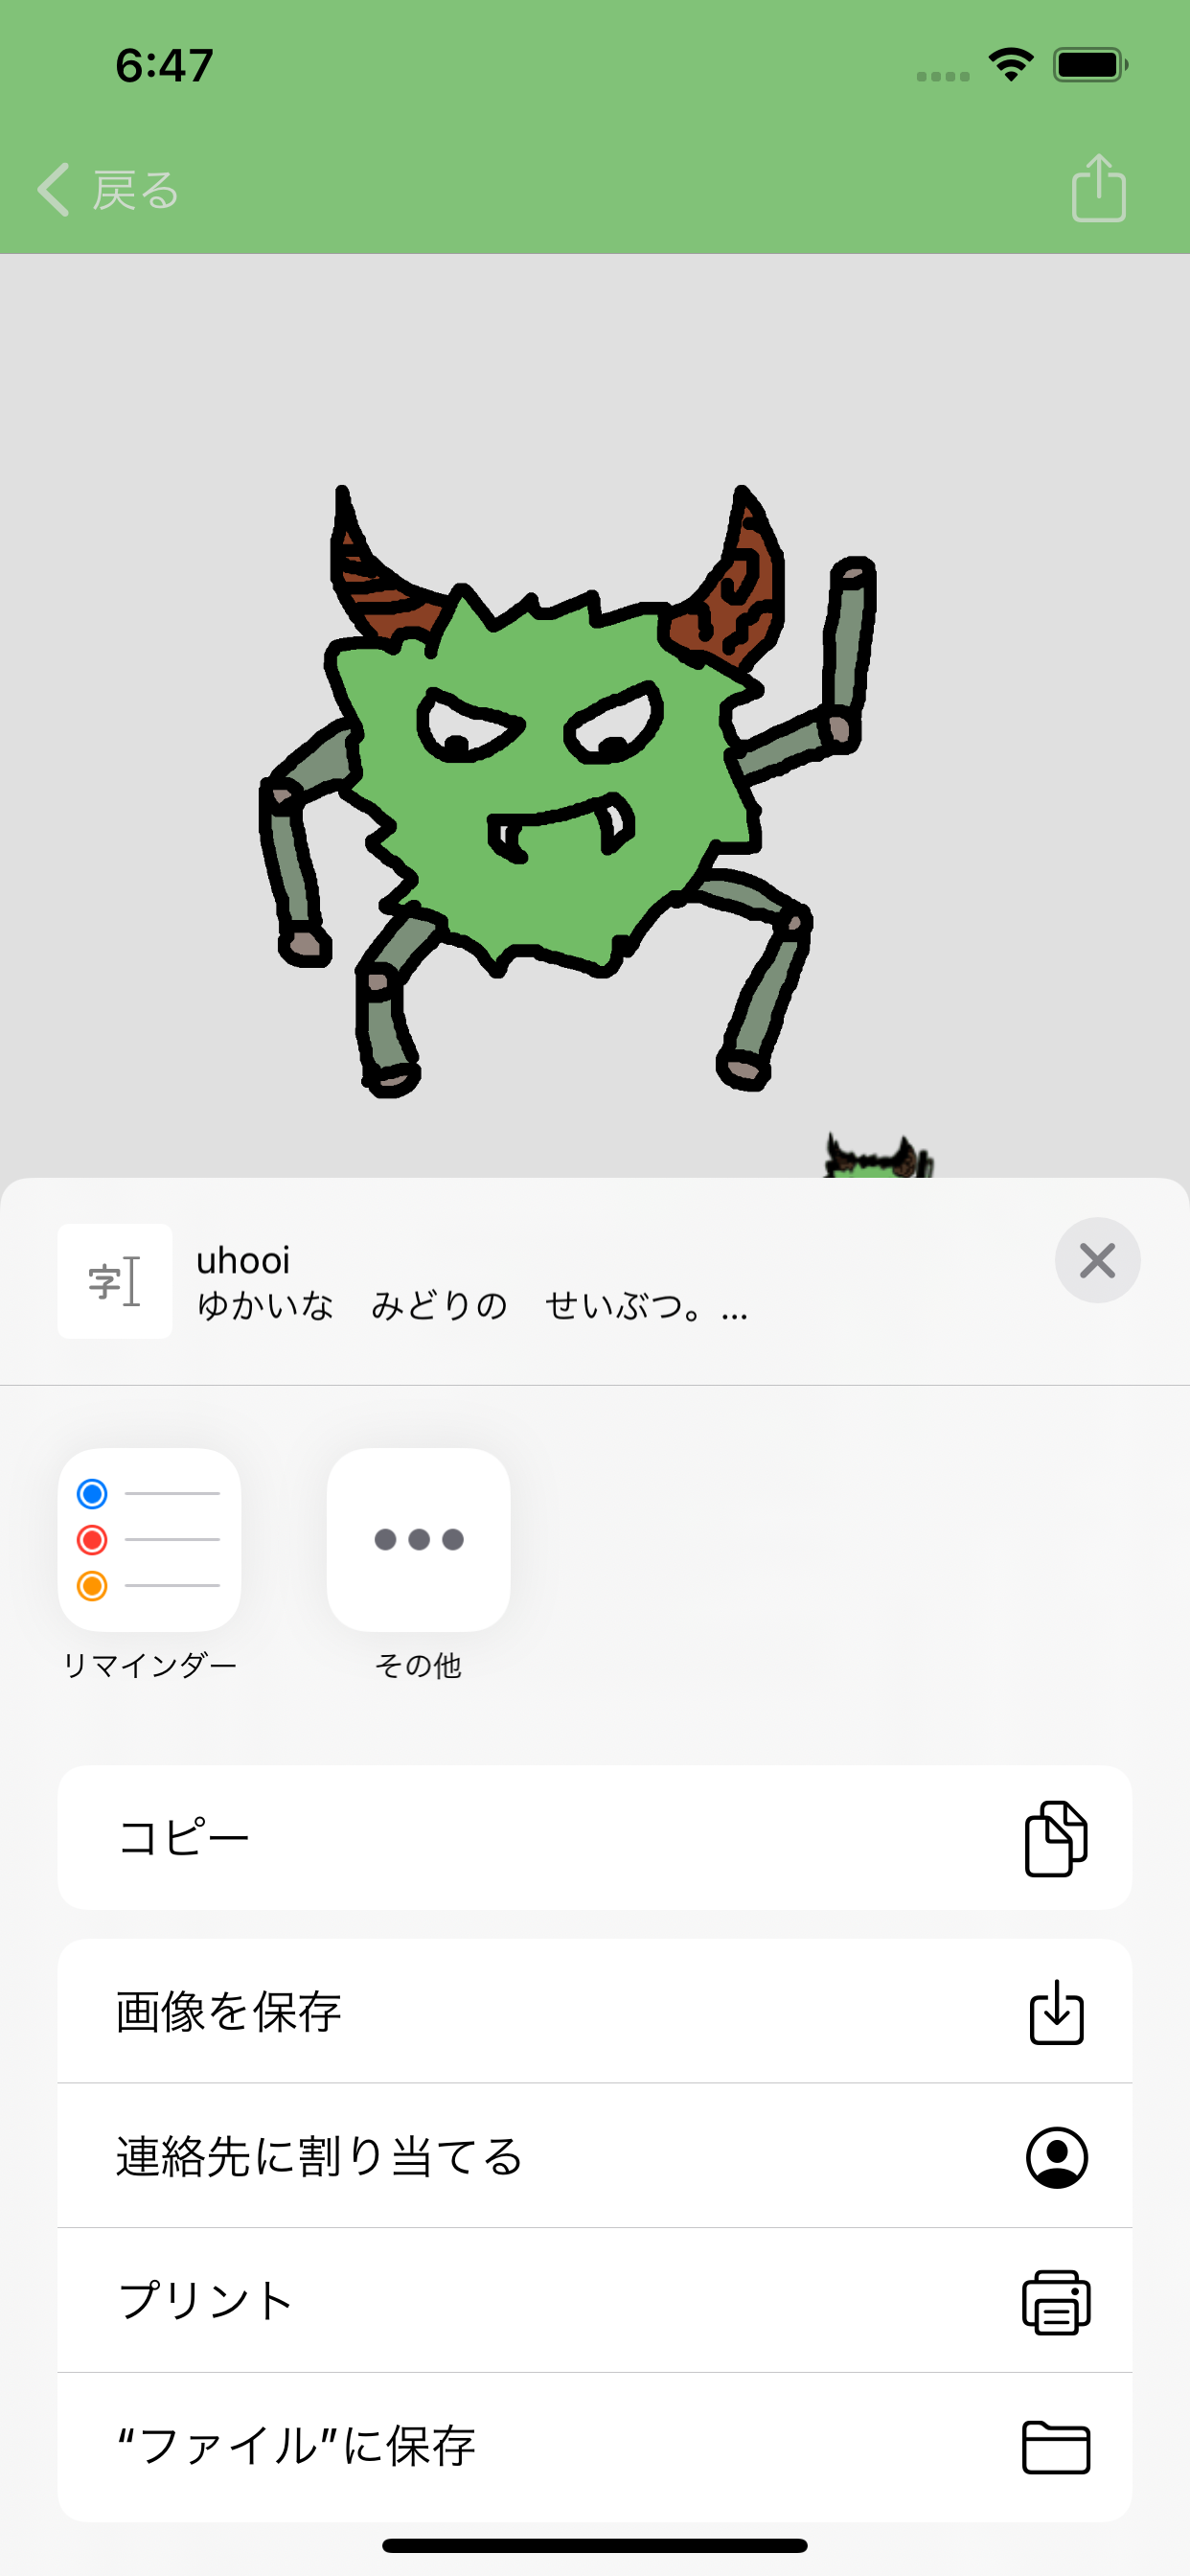 6:47
戻る
字
uhooi
ゆかいな　みどりの　せいぶつ。...
リマインダー
その他
コピー
画像を保存
連絡先に割り当てる
プリント
“ファイル”に保存